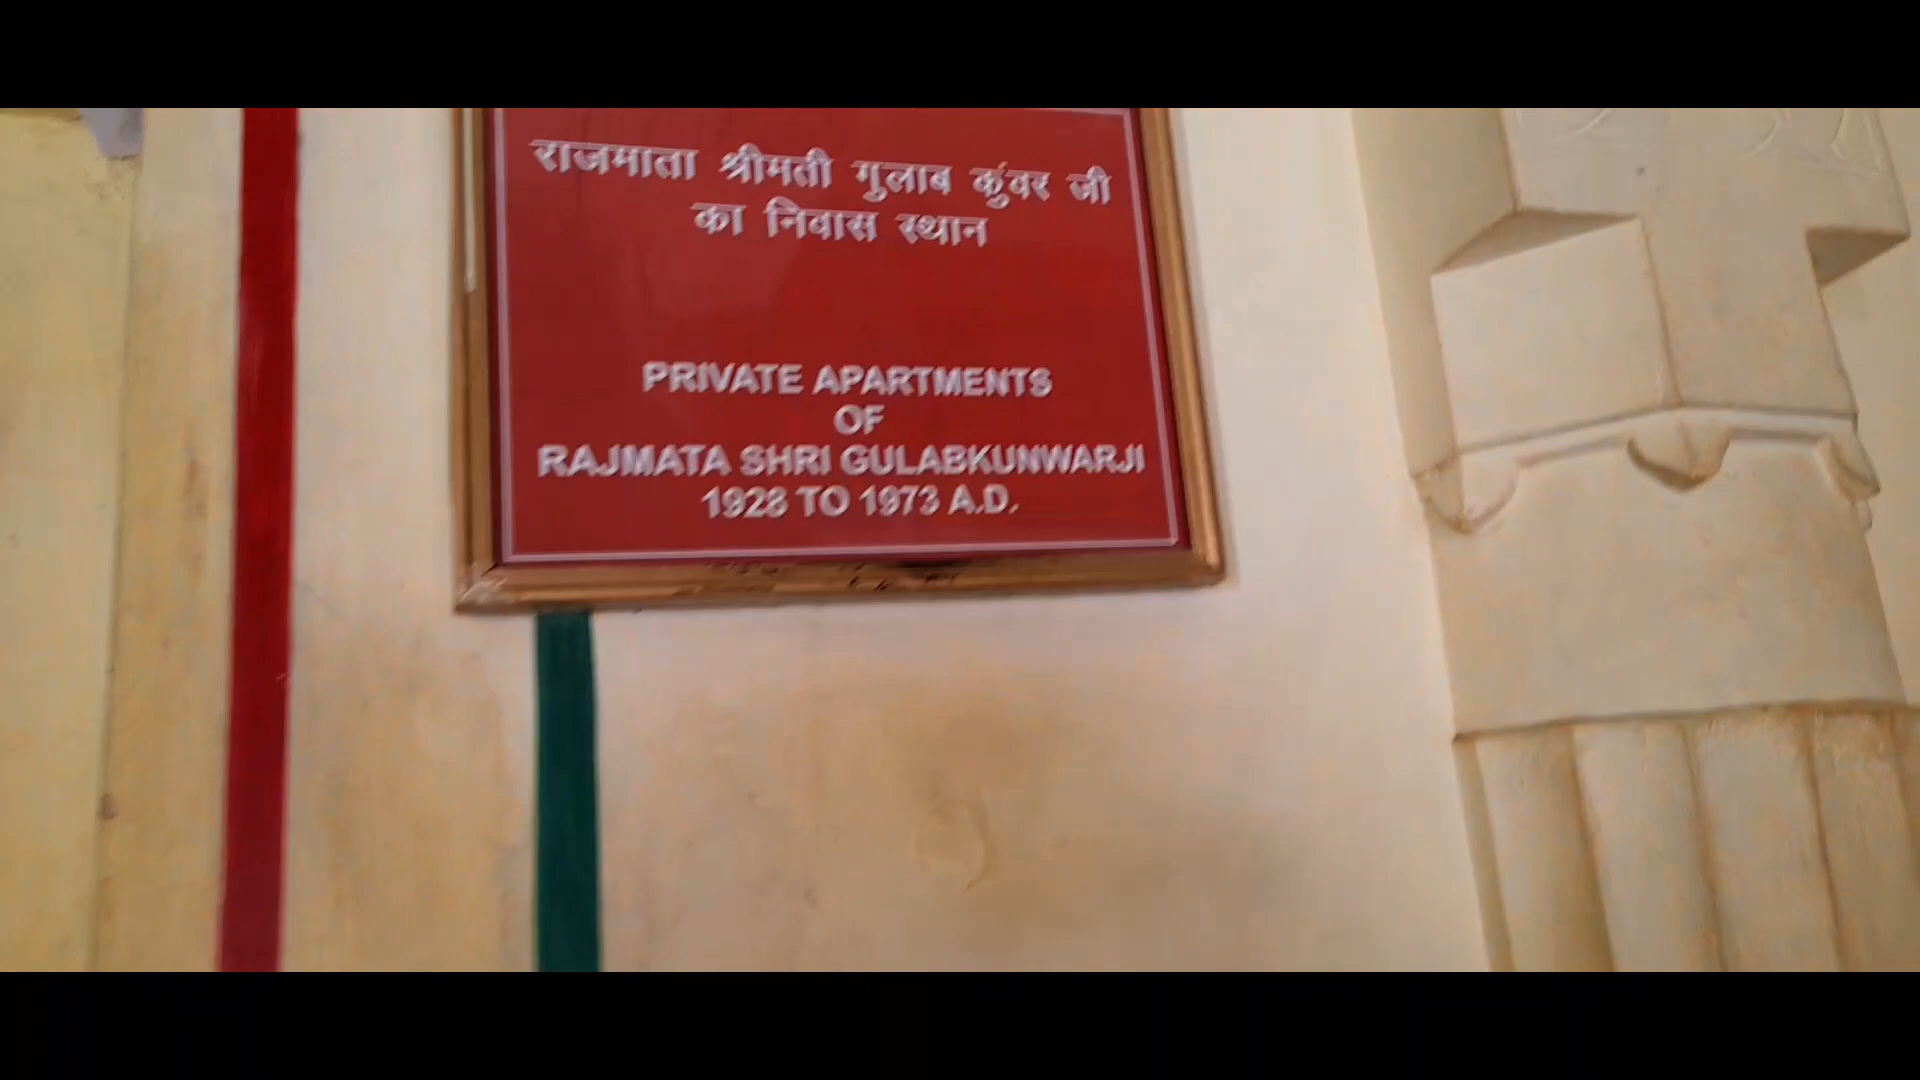 राजमाता श्रीमती गुलाब कुंवर जी
का निवास स्थान
PRIVATE APARTMENTS
OF
RAJMATA SHRI GULABKUNWARJI
1928 TO 1973 A.D.